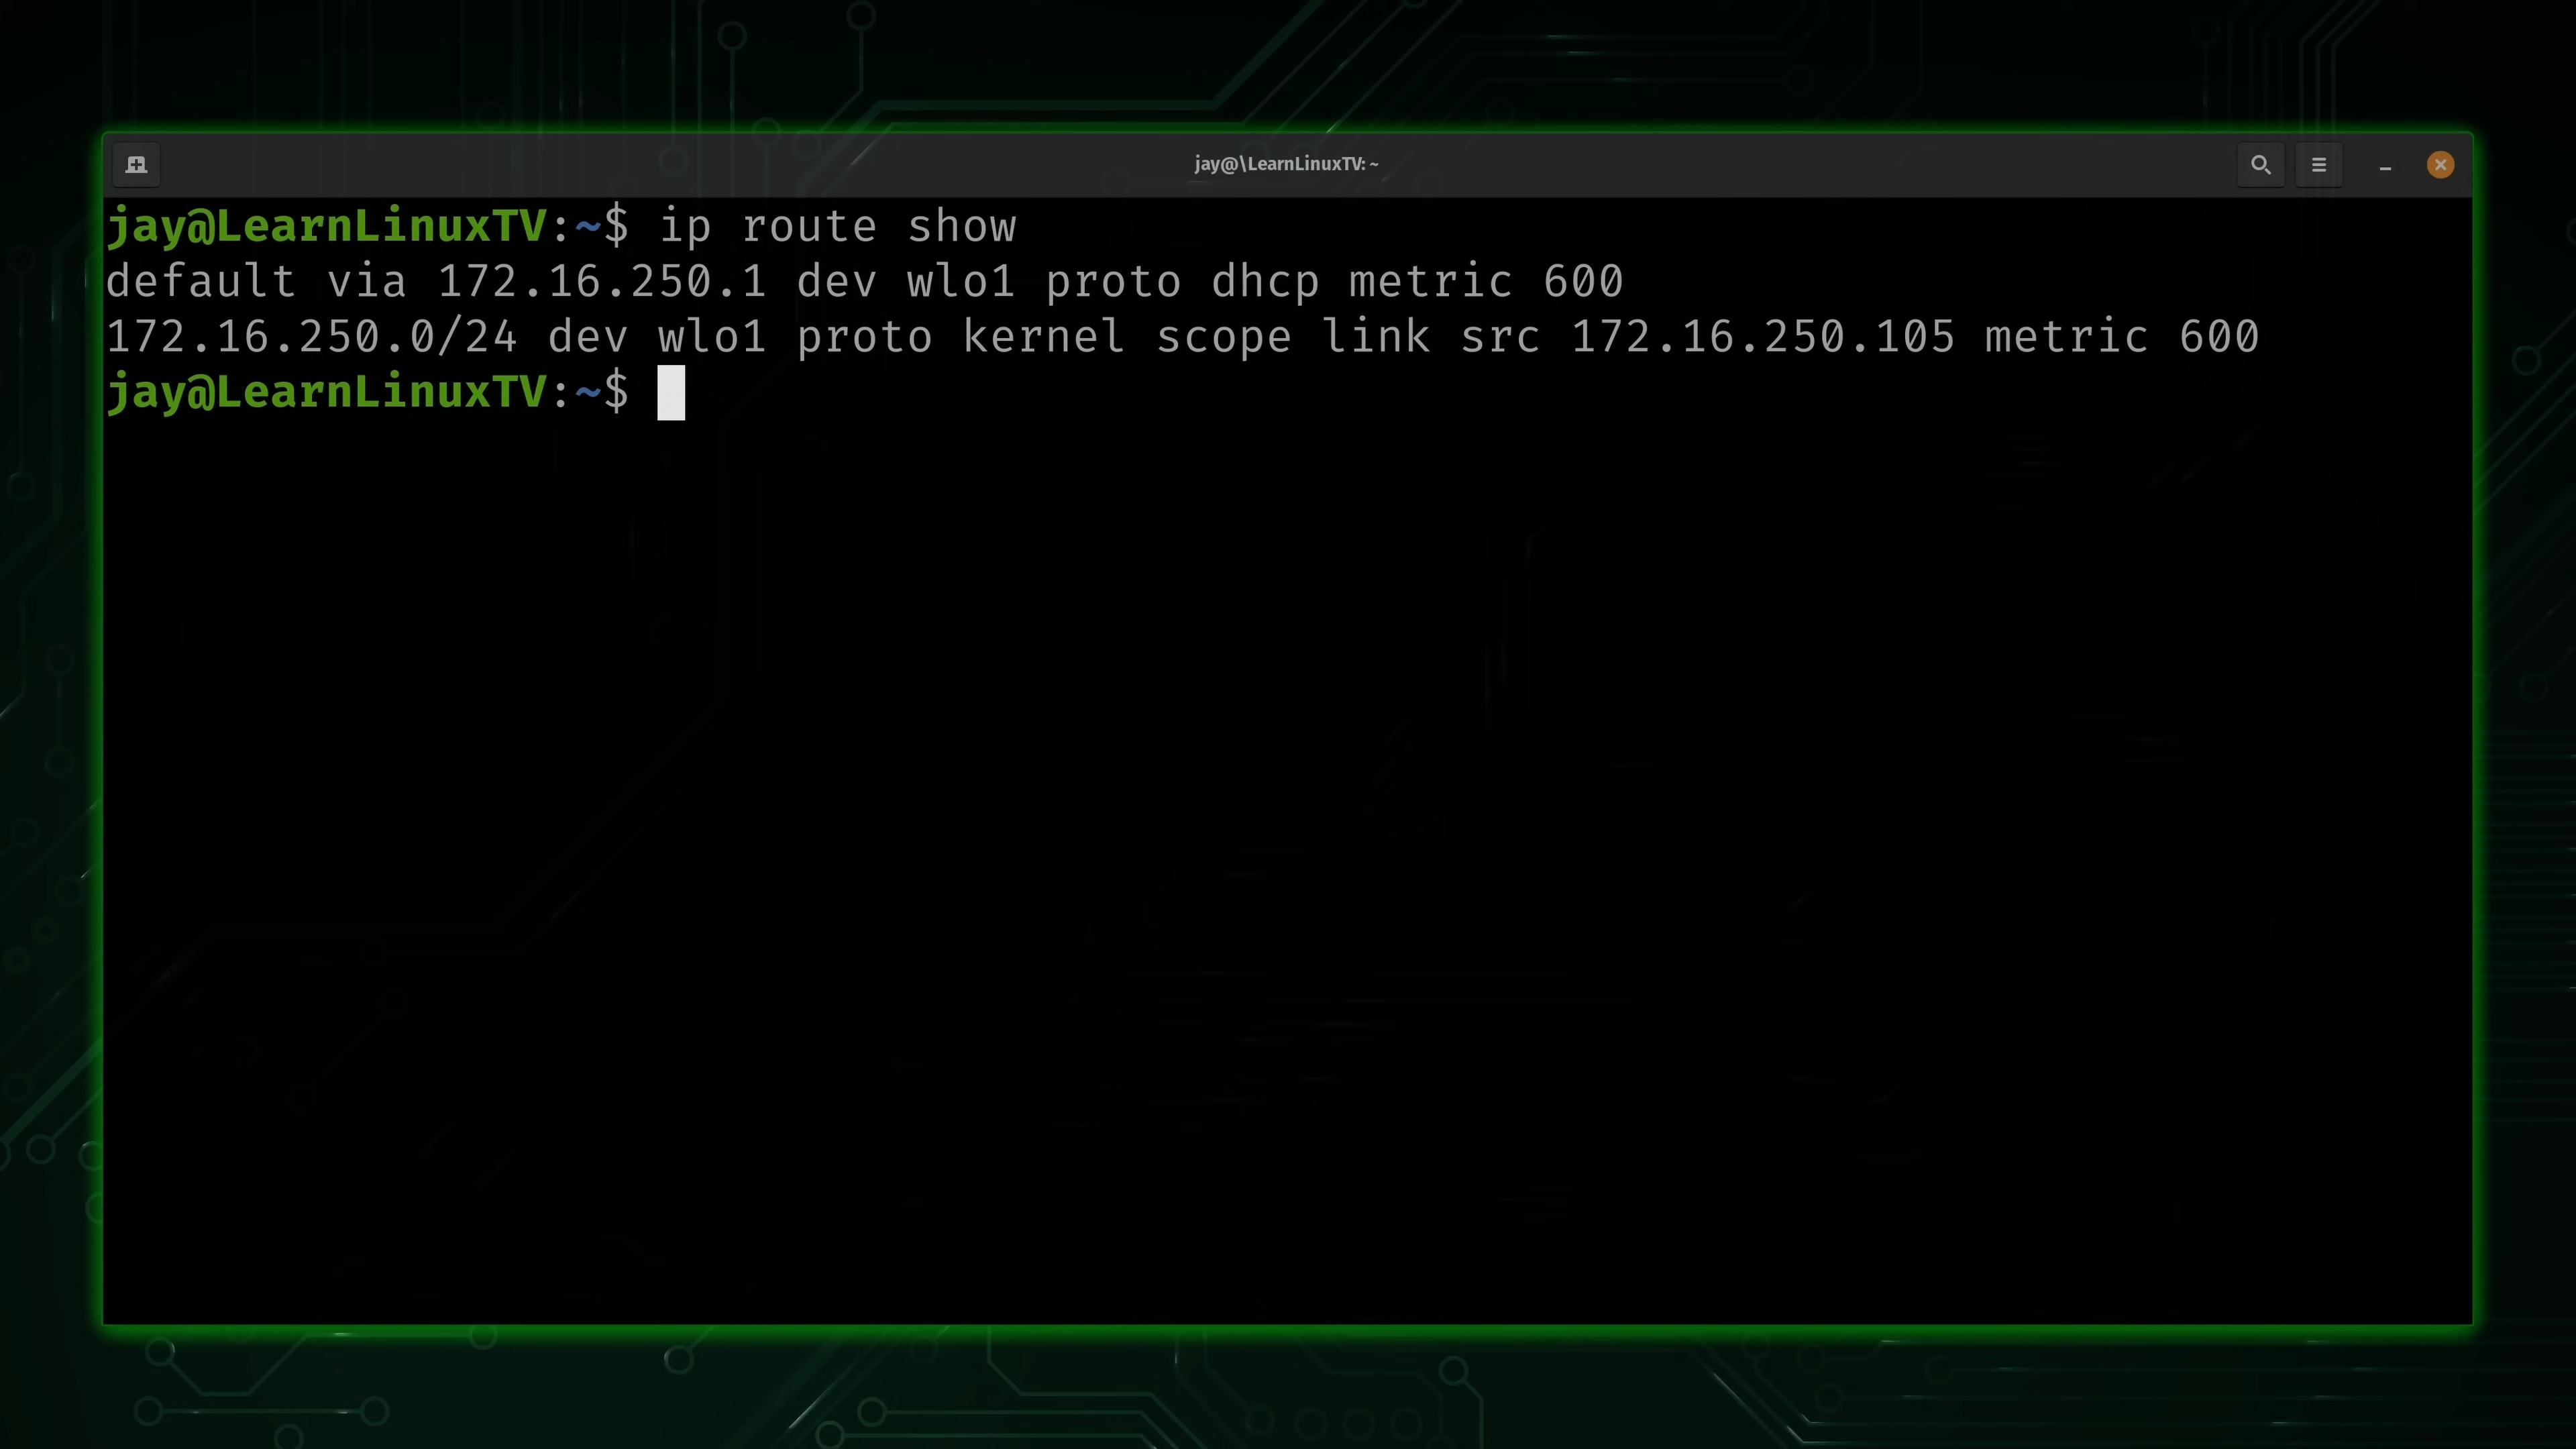 jay@\LearnLinuxTV: ~
jay@LearnLinuxTV:~$ ip route show
default via 172.16.250.1 dev wlo1 proto dhcp metric 600
172.16.250.0/24 dev wlo1 proto kernel scope link src 172.16.250.105 metric 600
jay@LearnLinuxTV:~$